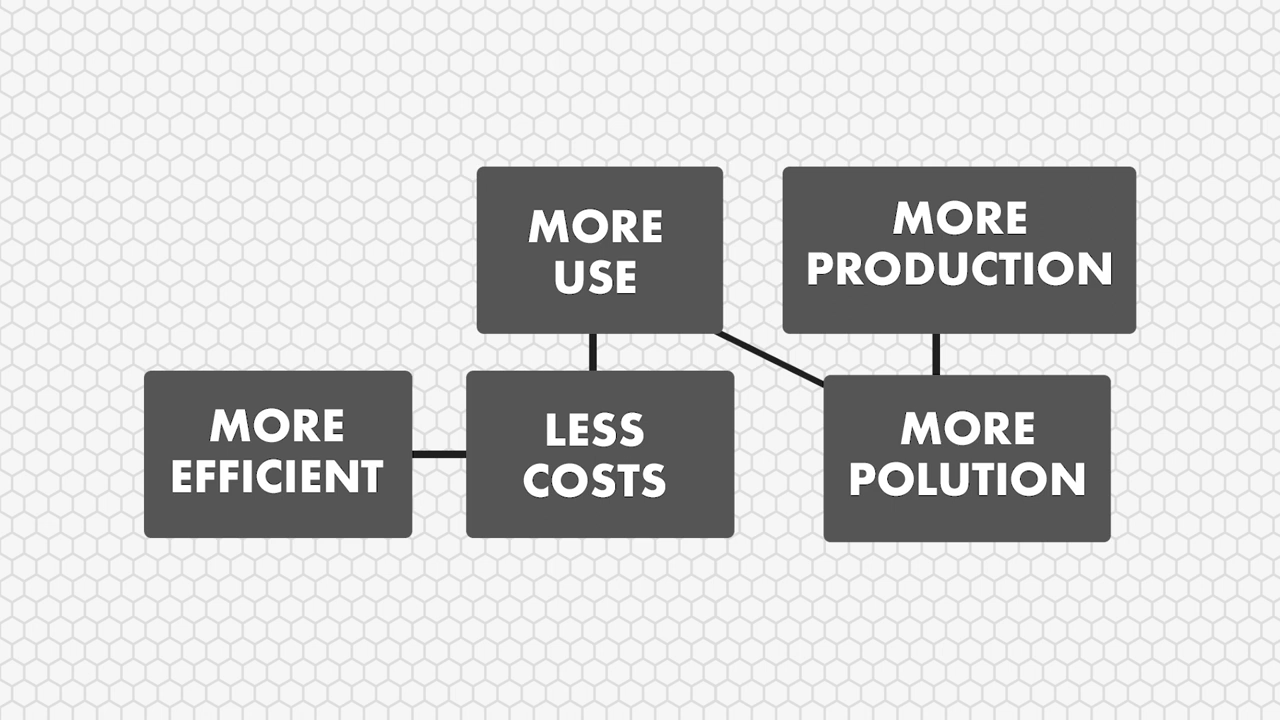 MORE
USE
MORE
PRODUCTION
MORE
EFFICIENT
LESS
COSTS
MORE
POLUTION